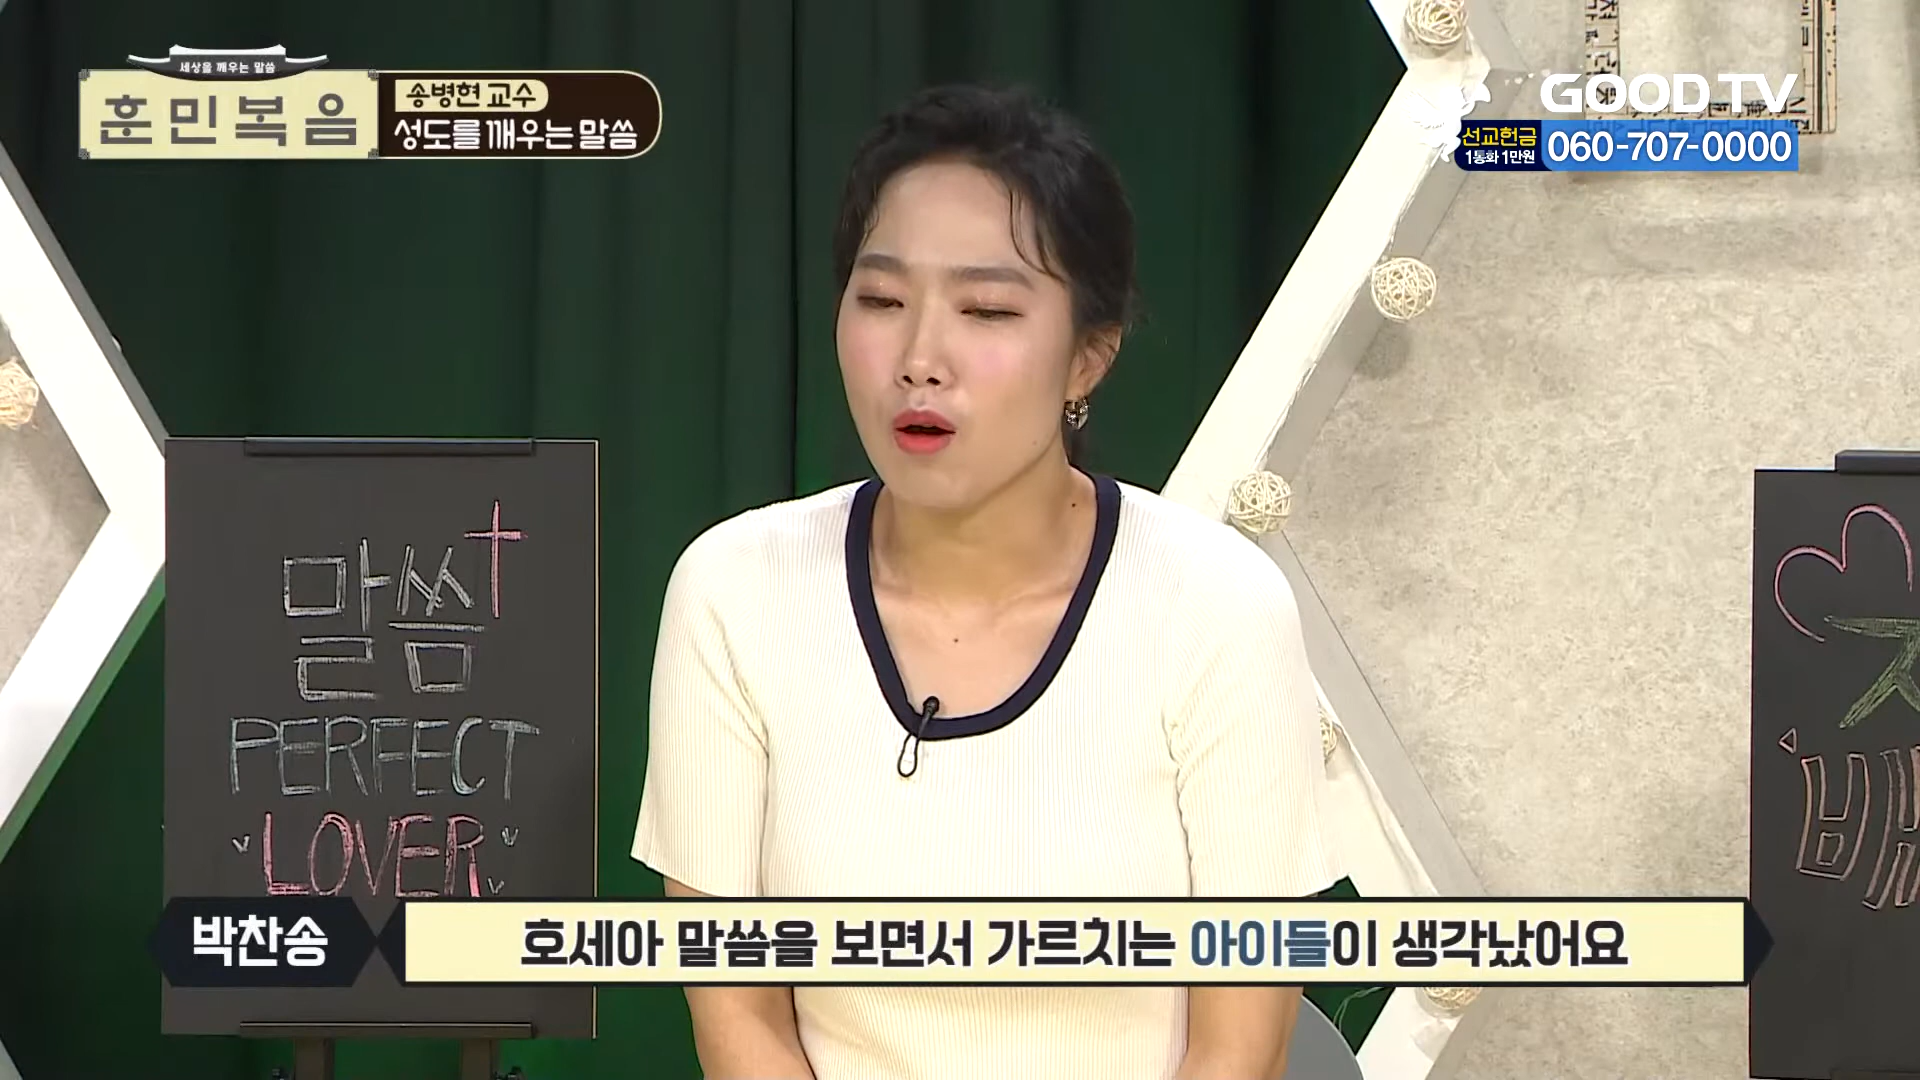 세상을 깨우는 말씀
훈민복음
송병현 교수
성도를 깨우는 말씀
GOODTV
선교헌금
1통화 1만원
060-707-0000
말씀
PERFECT
LOVER
박찬송
호세아 말씀을 보면서 가르치는 아이들이 생각났어요